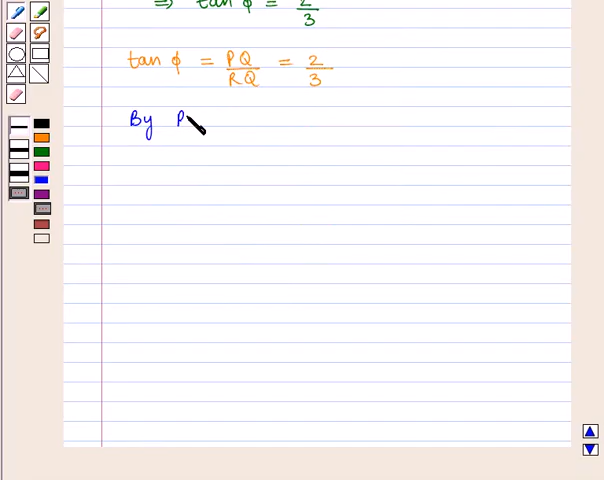 ⇒ tan ϕ = 2/3
tan ϕ = PQ/RQ = 2/3
By P